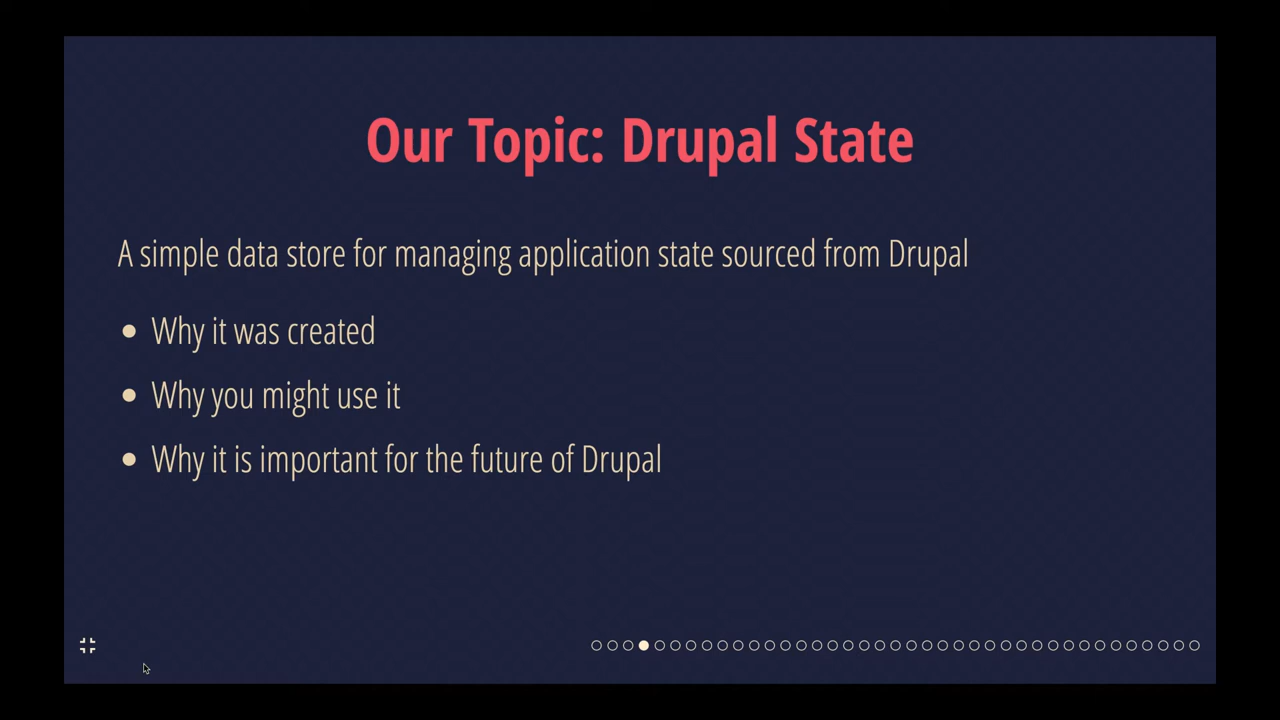 Our Topic: Drupal State
A simple data store for managing application state sourced from Drupal
Why it was created
Why you might use it
Why it is important for the future of Drupal